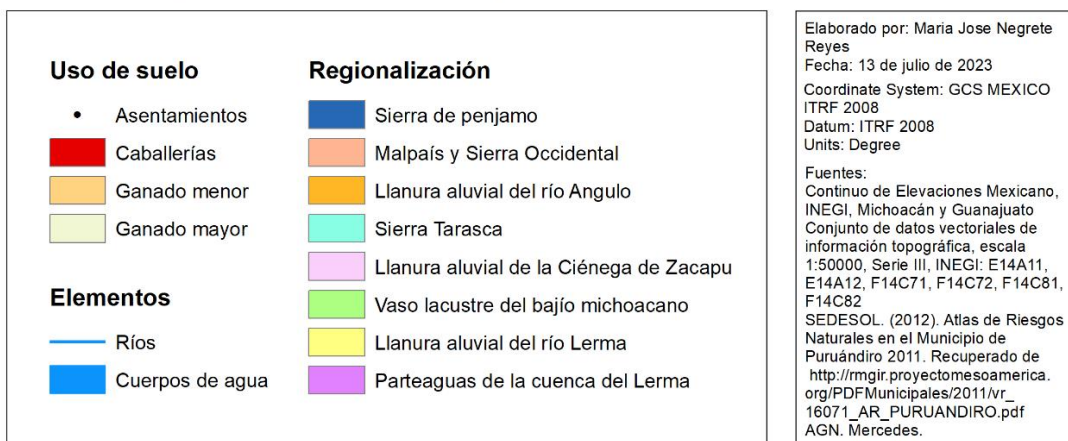 Uso de suelo
Asentamientos
Caballerías
Ganado menor
Ganado mayor
Elementos
Ríos
Cuerpos de agua
Regionalización
Sierra de penjamo
Malpaís y Sierra Occidental
Llanura aluvial del río Angulo
Sierra Tarasca
Llanura aluvial de la Ciénega de Zacapu
Vaso lacustre del bajío michoacano
Llanura aluvial del río Lerma
Parteaguas de la cuenca del Lerma
Elaborado por: Maria Jose Negrete
Reyes
Fecha: 13 de julio de 2023
Coordinate System: GCS MEXICO
ITRF 2008
Datum: ITRF 2008
Units: Degree
Fuentes:
Continuo de Elevaciones Mexicano,
INEGI, Michoacán y Guanajuato
Conjunto de datos vectoriales de
información topográfica, escala
1:50000, Serie III, INEGI: E14A11,
E14A12, F14C71, F14C72, F14C81,
F14C82
SEDESOL. (2012). Atlas de Riesgos
Naturales en el Municipio de
Puruándiro 2011. Recuperado de
http://rmgir.proyectomesoamerica.
org/PDFMunicipales/2011/vr_
16071_AR_PURUANDIRO.pdf
AGN. Mercedes.